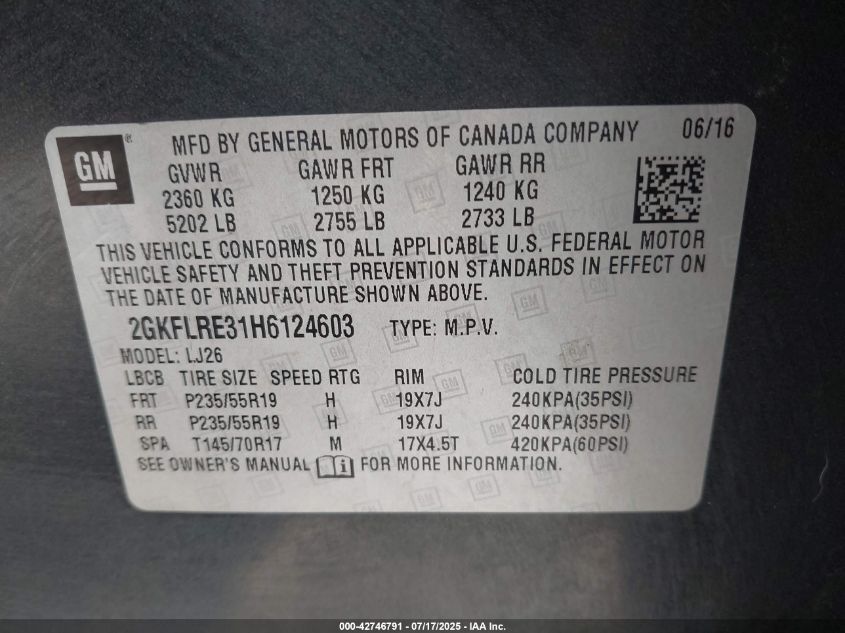 GM
®
MFD BY GENERAL MOTORS OF CANADA COMPANY 06/16
GVWR GAWR FRT GAWR RR
2360 KG 1250 KG 1240 KG
5202 LB 2755 LB 2733 LB
THIS VEHICLE CONFORMS TO ALL APPLICABLE U.S. FEDERAL MOTOR
VEHICLE SAFETY AND THEFT PREVENTION STANDARDS IN EFFECT ON
THE DATE OF MANUFACTURE SHOWN ABOVE.
2GKFLRE31H6124603 TYPE: M.P.V.
MODEL: LJ26
LBCB TIRE SIZE SPEED RTG RIM COLD TIRE PRESSURE
FRT P235/55R19 H 19X7J 240KPA(35PSI)
RR P235/55R19 H 19X7J 240KPA(35PSI)
SPA T145/70R17 M 17X4.5T 420KPA(60PSI)
SEE OWNER'S MANUAL i FOR MORE INFORMATION.
000-42746791 - 07/17/2025 - IAA Inc.